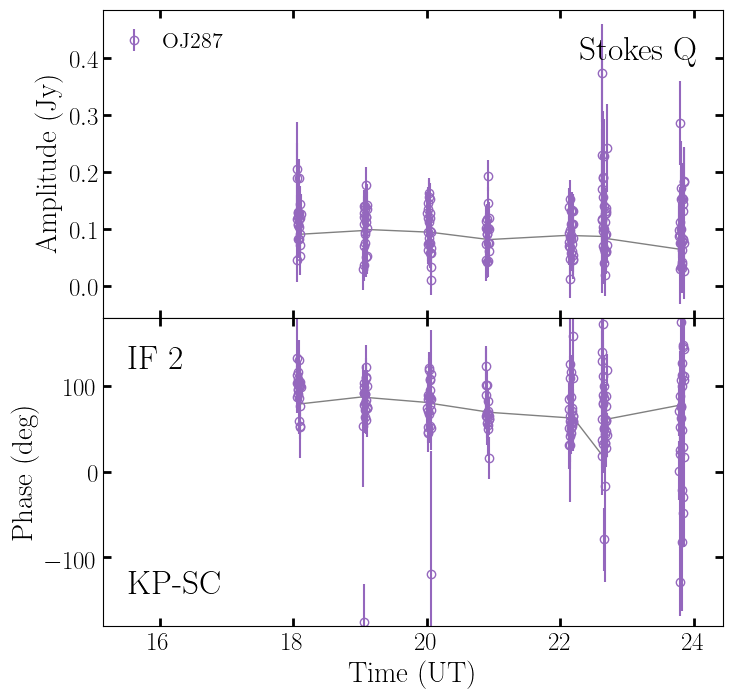 OJ287
Stokes Q
Amplitude (Jy)
0.4
0.3
0.2
0.1
0.0
IF 2
KP-SC
Phase (deg)
100
0
−100
16 18 20 22 24
Time (UT)